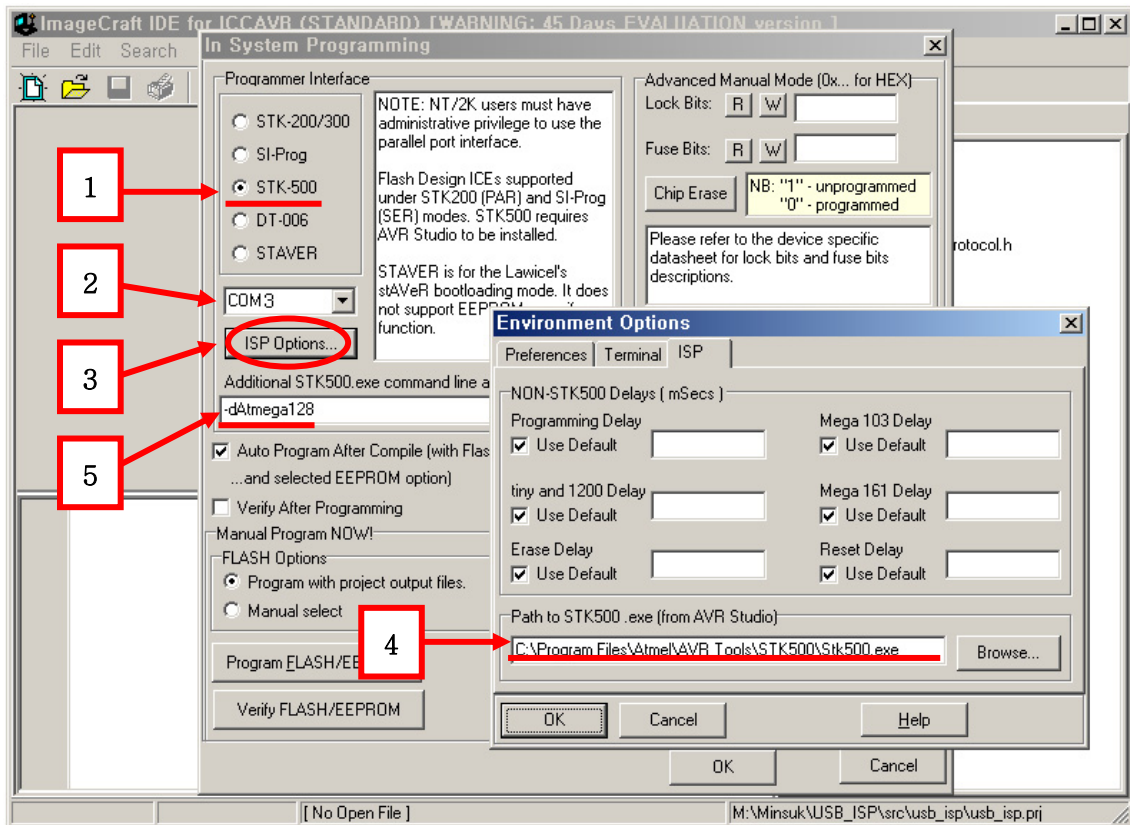 ImageCraft IDE for ICCAVR (STANDARD) [WARNING: 45 Days EVALUATION version ]
File Edit Search
In System Programming
Programmer Interface
STK-200/300
SI-Prog
STK-500
DT-006
STAVER
NOTE: NT/2K users must have
administrative privilege to use the
parallel port interface.
Flash Design ICEs supported
under STK200 (PAR) and SI-Prog
(SER) modes. STK500 requires
AVR Studio to be installed.
STAVER is for the Lawicel's
stAVeR bootloading mode. It does
not support EEPROM
function.
Advanced Manual Mode (0x... for HEX)
Lock Bits: R W
Fuse Bits: R W
Chip Erase
NB: "1" - unprogrammed
"0" - programmed
Please refer to the device specific
datasheet for lock bits and fuse bits
descriptions.
rotocol.h
1
2
3
5
COM3
ISP Options...
Additional STK500.exe command line a
-dAtmega128
Auto Program After Compile (with Flas
...and selected EEPROM option)
Verify After Programming
Manual Program NOW!
FLASH Options
Program with project output files.
Manual select
Program FLASH/EE
Verify FLASH/EEPROM
Environment Options
Preferences Terminal ISP
NON-STK500 Delays ( mSecs )
Programming Delay
Use Default
Mega 103 Delay
Use Default
tiny and 1200 Delay
Use Default
Mega 161 Delay
Use Default
Erase Delay
Use Default
Reset Delay
Use Default
Path to STK500 .exe (from AVR Studio)
4
C:\Program Files\Atmel\AVR Tools\STK500\Stk500.exe
Browse...
OK Cancel Help
OK Cancel
[ No Open File ]
M:\Minsuk\USB_ISP\src\usb_isp\usb_isp.prj